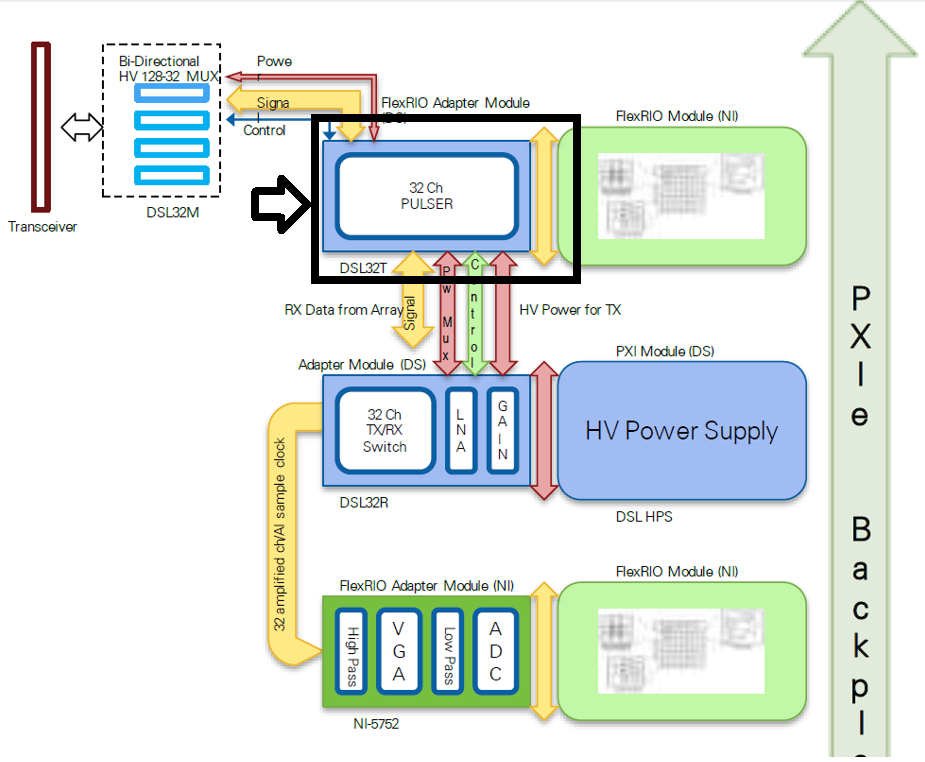 Bi-Directional
HV 128-32 MUX
Powe
r
Signa
l
Control
FlexRIO Adapter Module
(DS)
FlexRIO Module (NI)
32 Ch
PULSER
DSL32M
Transceiver
DSL32T
RX Data from Array
Signal
Pw Mux
C
ntrol
HV Power for TX
Adapter Module (DS)
PXI Module (DS)
32 Ch
TX/RX
Switch
LNA
GAIN
HV Power Supply
DSL32R
DSL HPS
32 amplified ch/AI sample clock
FlexRIO Adapter Module (NI)
FlexRIO Module (NI)
High Pass
VGA
Low Pass
ADC
NI-5752
PXIe
Backpl